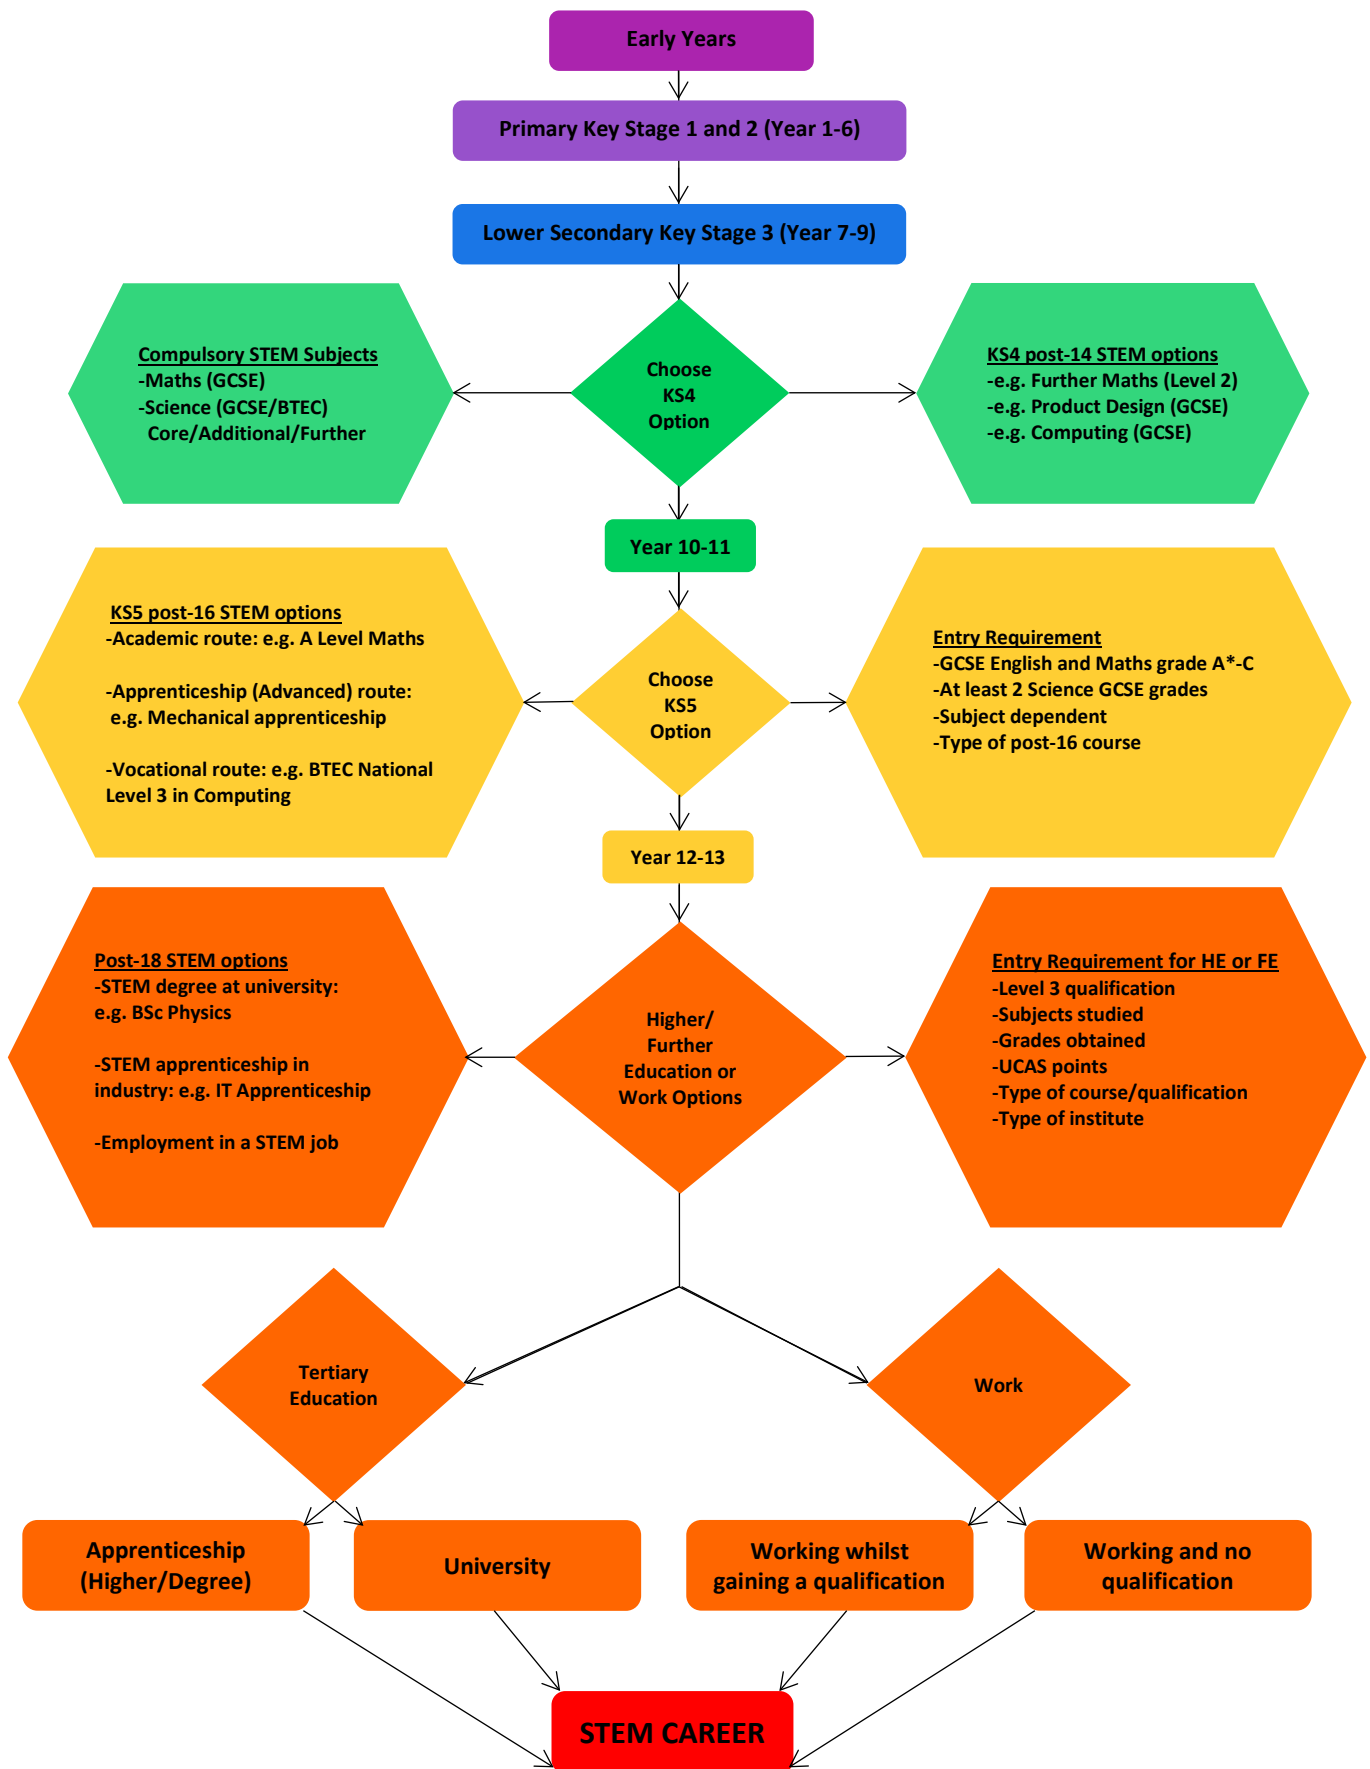 Early Years
Primary Key Stage 1 and 2 (Year 1-6)
Lower Secondary Key Stage 3 (Year 7-9)
Compulsory STEM Subjects
-Maths (GCSE)
-Science (GCSE/BTEC)
Core/Additional/Further
Choose
KS4
Option
KS4 post-14 STEM options
-e.g. Further Maths (Level 2)
-e.g. Product Design (GCSE)
-e.g. Computing (GCSE)
Year 10-11
KS5 post-16 STEM options
-Academic route: e.g. A Level Maths
-Apprenticeship (Advanced) route:
e.g. Mechanical apprenticeship
-Vocational route: e.g. BTEC National
Level 3 in Computing
Choose
KS5
Option
Entry Requirement
-GCSE English and Maths grade A*-C
-At least 2 Science GCSE grades
-Subject dependent
-Type of post-16 course
Year 12-13
Post-18 STEM options
-STEM degree at university:
e.g. BSc Physics
-STEM apprenticeship in
industry: e.g. IT Apprenticeship
-Employment in a STEM job
Higher/
Further
Education or
Work Options
Entry Requirement for HE or FE
-Level 3 qualification
-Subjects studied
-Grades obtained
-UCAS points
-Type of course/qualification
-Type of institute
Tertiary
Education
Work
Apprenticeship
(Higher/Degree)
University
Working whilst
gaining a qualification
Working and no
qualification
STEM CAREER